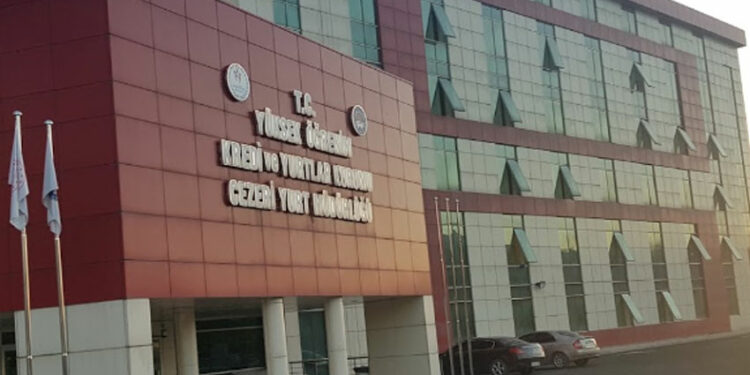 T.C.
YÜKSEK ÖĞRENİM
KREDİ ve YURTLAR KURUMU
CEZERİ YURT MÜDÜRLÜĞÜ